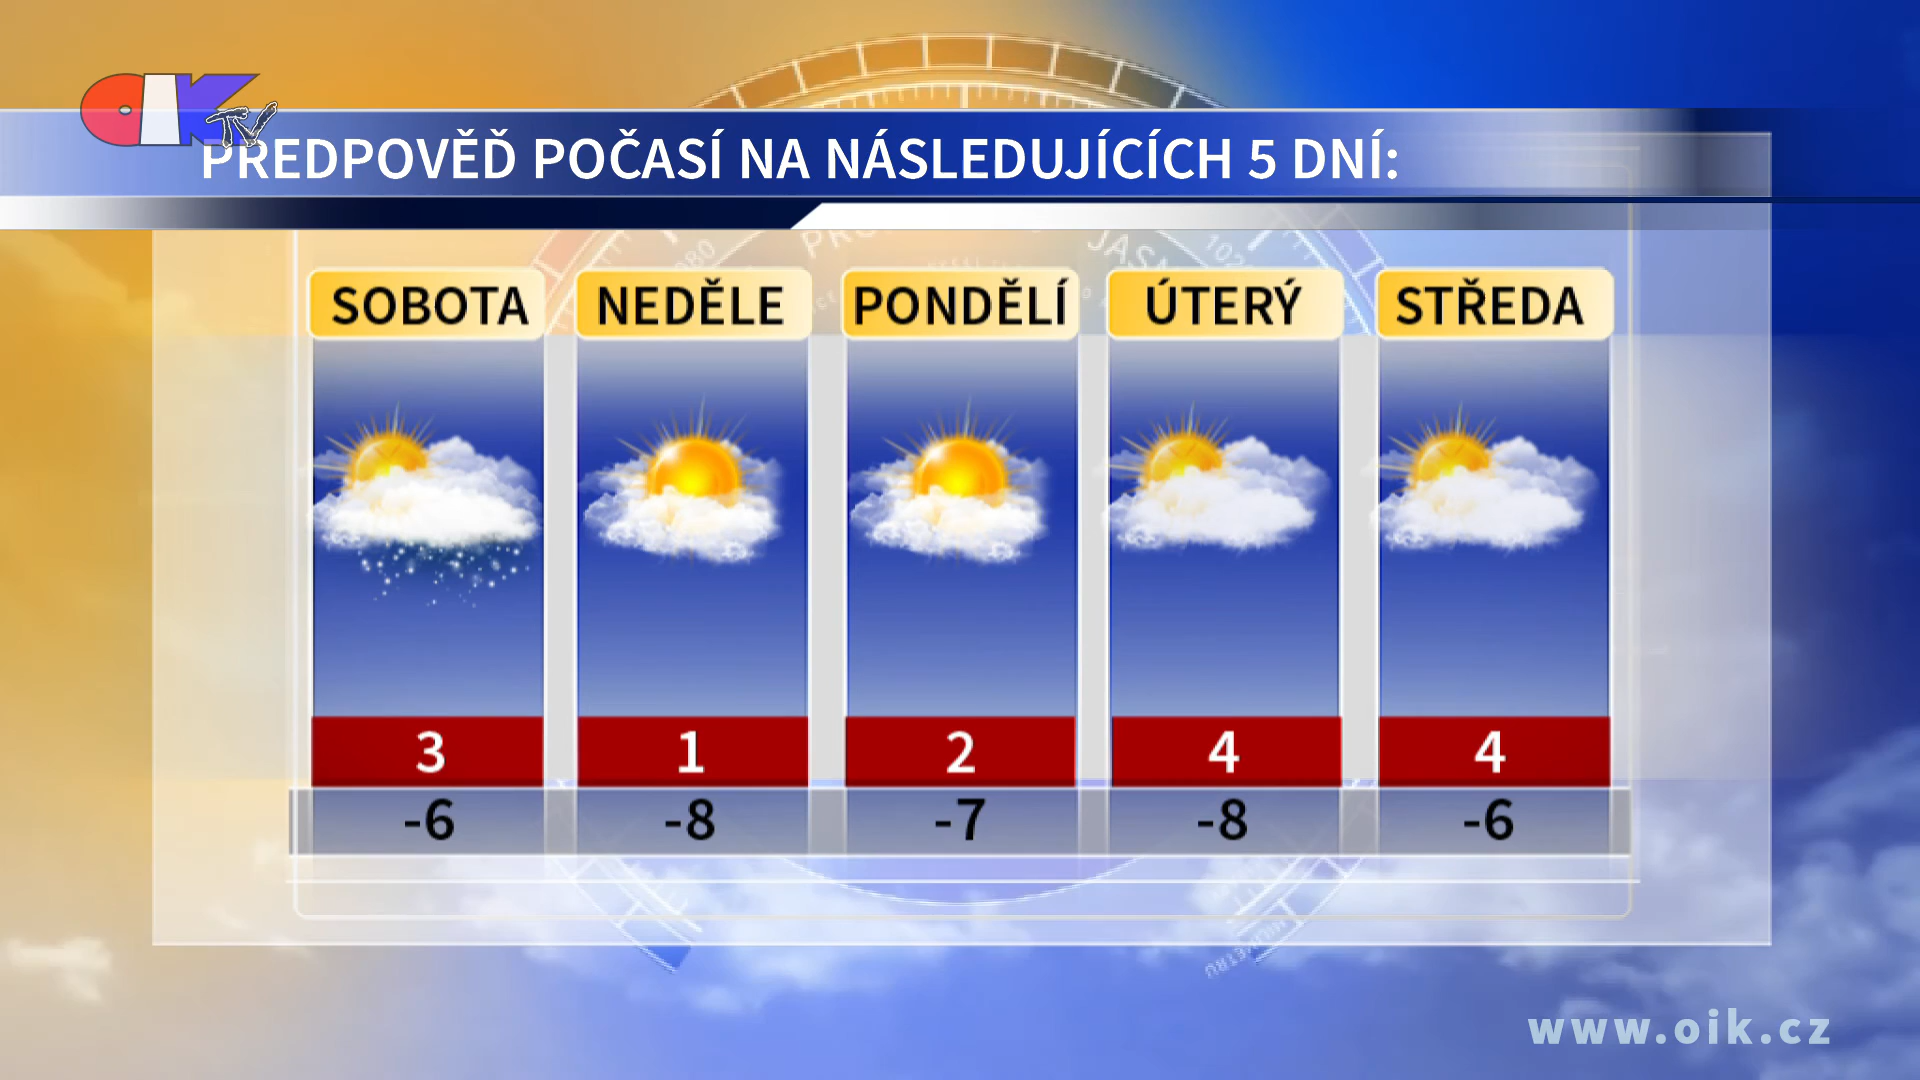 OIK TV
PŘEDPOVĚĎ POČASÍ NA NÁSLEDUJÍCÍCH 5 DNÍ:
SOBOTA NEDĚLE PONDĚLÍ ÚTERÝ STŘEDA
3 1 2 4 4
-6 -8 -7 -8 -6
www.oik.cz